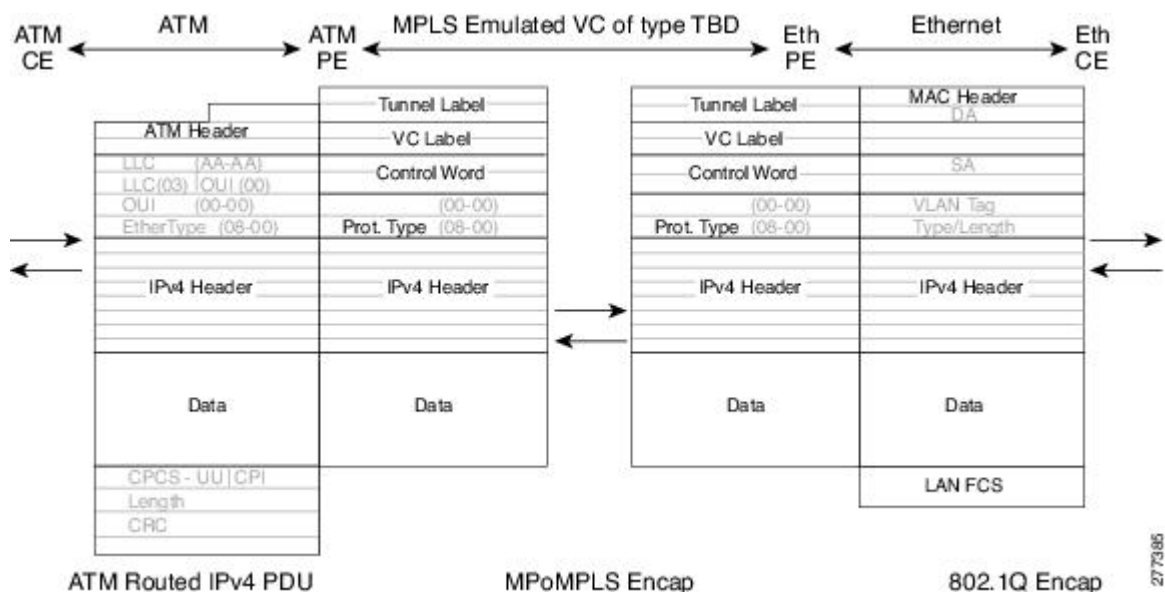 ATM CE
ATM
ATM PE
MPLS Emulated VC of type TBD
Eth PE
Ethernet
Eth CE
ATM Header
LLC (AA-AA)
LLC(03) OUI (00)
OUI (00-00)
EtherType (08-00)
IPv4 Header
Data
CPCS - UU CPI
Length
CRC
Tunnel Label
VC Label
Control Word
(00-00)
Prot. Type (08-00)
IPv4 Header
Data
Tunnel Label
VC Label
Control Word
(00-00)
Prot. Type (08-00)
IPv4 Header
Data
MAC Header
DA
SA
VLAN Tag
Type/Length
IPv4 Header
Data
LAN FCS
ATM Routed IPv4 PDU
MPoMPLS Encap
802.1Q Encap
277385